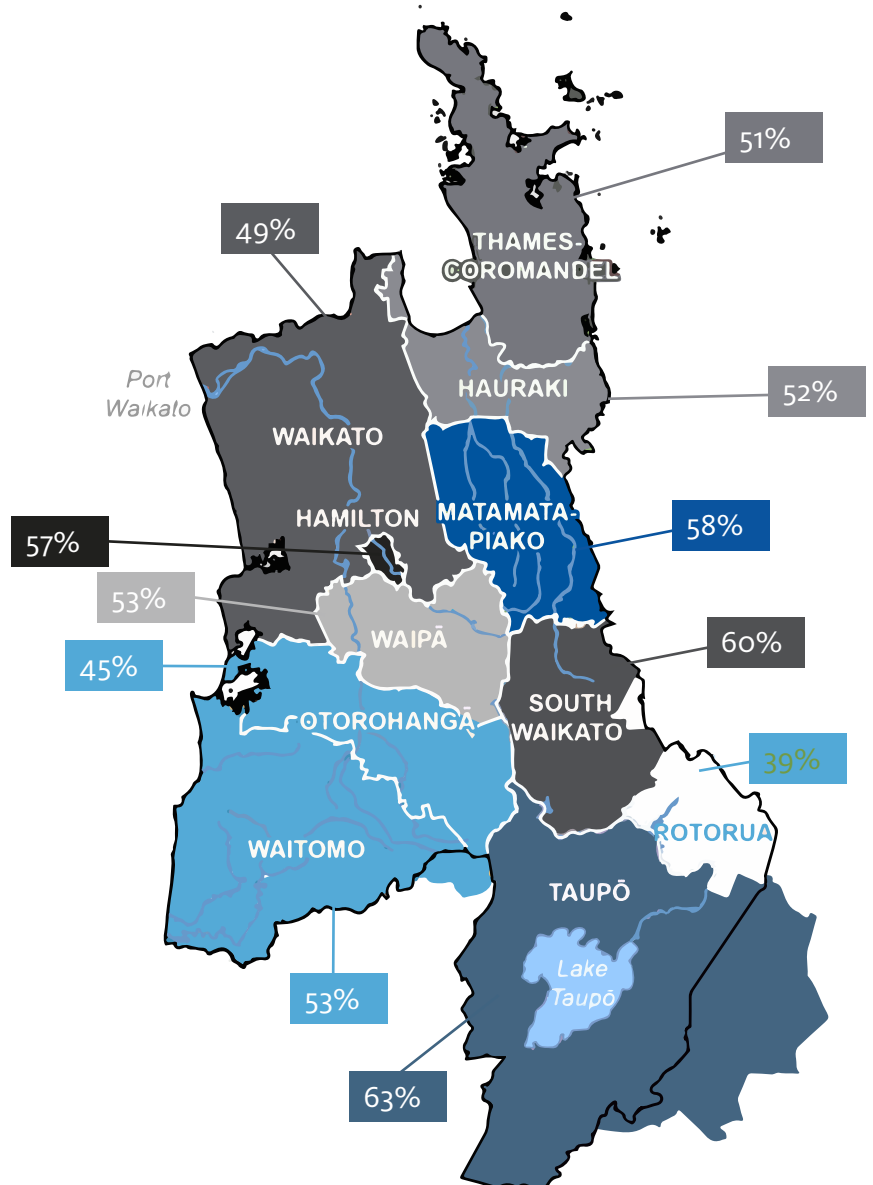 51%
49%
THAMES-
COROMANDEL
Port
Waikato
HAURAKI
52%
WAIKATO
HAMILTON
MATAMATA-
PIAKO
58%
57%
53%
WAIPĀ
60%
45%
SOUTH
WAIKATO
OTOROHANGĀ
39%
ROTORUA
WAITOMO
TAUPŌ
Lake
Taupō
53%
63%